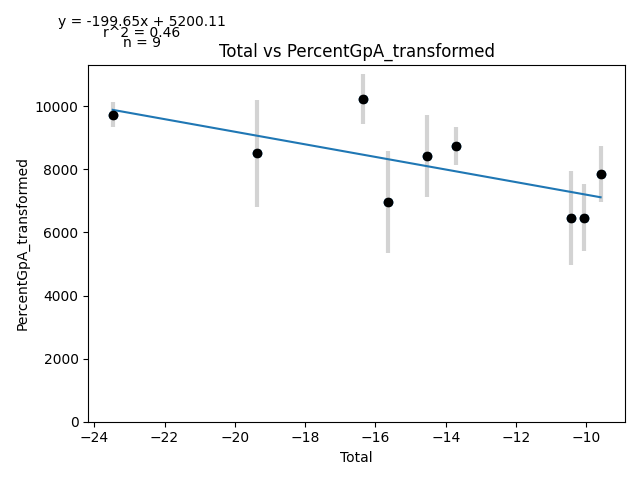 y = -199.65x + 5200.11
r^2 = 0.46
n = 9
Total vs PercentGpA_transformed
PercentGpA_transformed
10000
8000
6000
4000
2000
0
−24 −22 −20 −18 −16 −14 −12 −10
Total